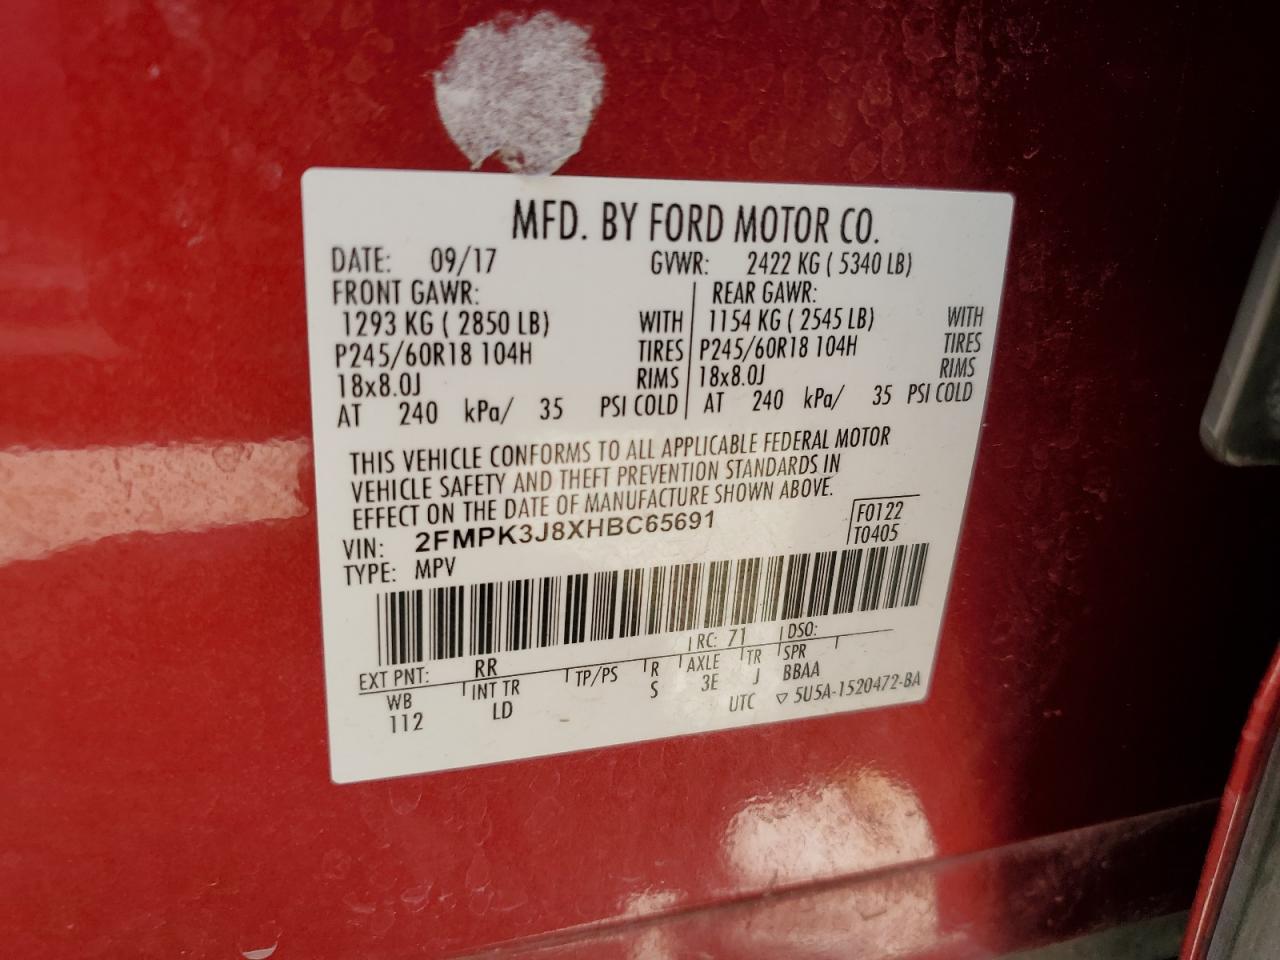 MFD. BY FORD MOTOR CO.
DATE: 09/17 GVWR: 2422 KG ( 5340 LB)
FRONT GAWR: REAR GAWR:
1293 KG ( 2850 LB) WITH 1154 KG ( 2545 LB) WITH
P245/60R18 104H TIRES P245/60R18 104H TIRES
18x8.0J RIMS 18x8.0J RIMS
AT 240 kPa/ 35 PSI COLD AT 240 kPa/ 35 PSI COLD
THIS VEHICLE CONFORMS TO ALL APPLICABLE FEDERAL MOTOR
VEHICLE SAFETY AND THEFT PREVENTION STANDARDS IN
EFFECT ON THE DATE OF MANUFACTURE SHOWN ABOVE.
VIN: 2FMPK3J8XHBC65691 F0122
TYPE: MPV T0405
EXT PNT: RR RC: 71 DSO:
WB INT TR TP/PS R AXLE TR SPR
112 LD S 3E J BBAA
UTC ▽ 5U5A-1520472-BA